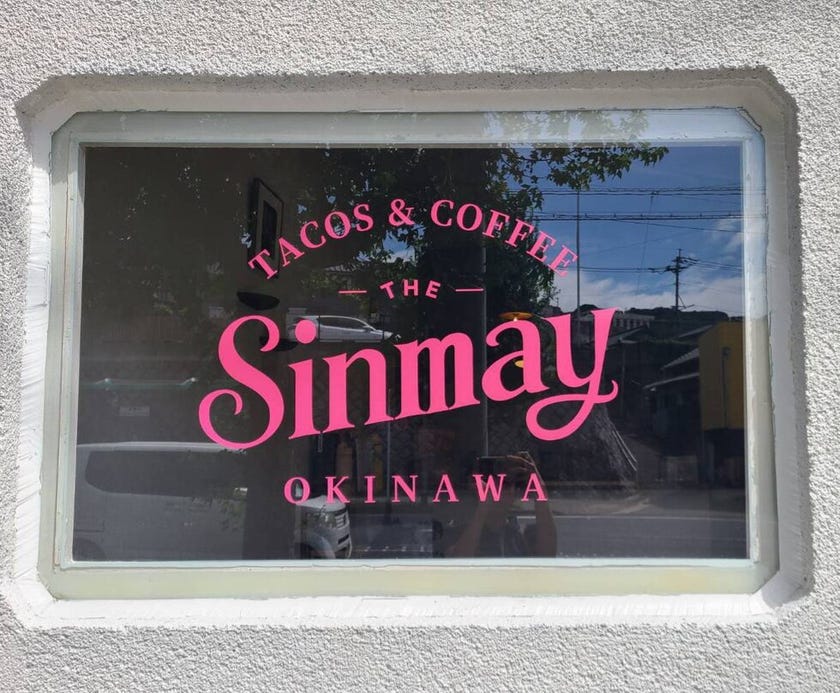 TACOS & COFFEE
THE
Sinmay
OKINAWA